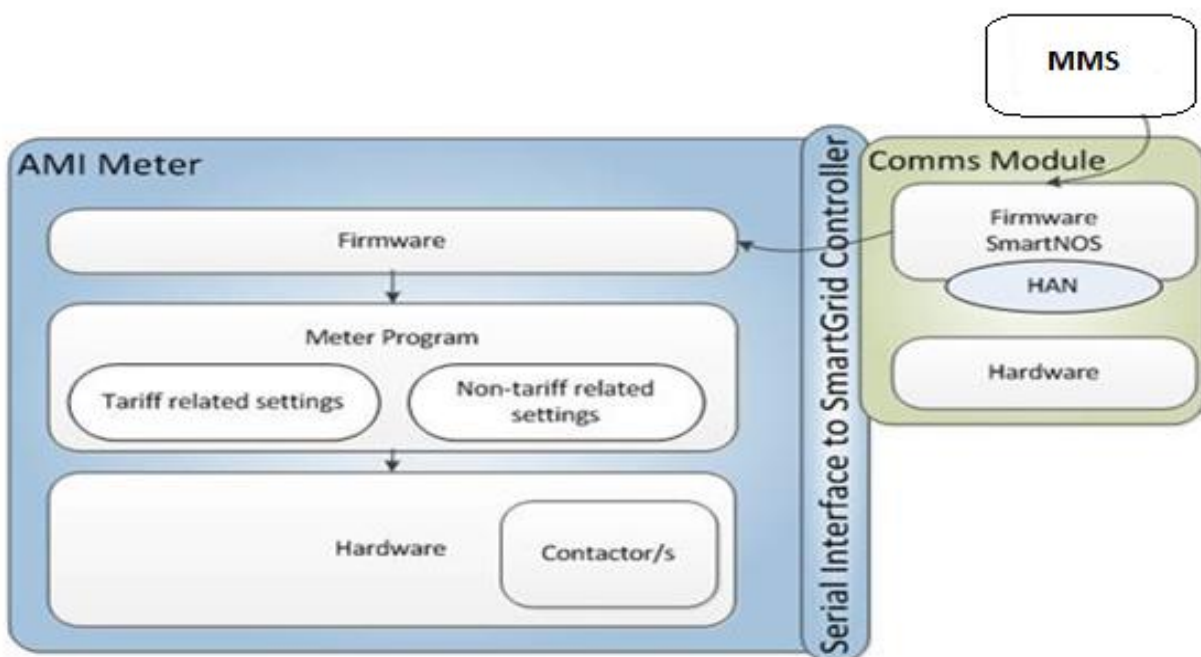 MMS
AMI Meter
Firmware
Meter Program
Tariff related settings
Non-tariff related
settings
Hardware
Contactor/s
Serial Interface to SmartGrid Controller
Comms Module
Firmware
SmartNOS
HAN
Hardware